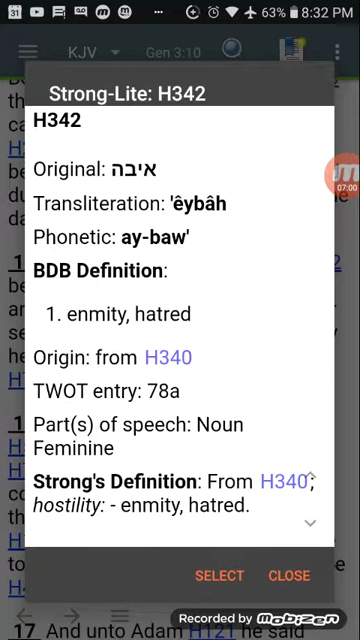 31
63% 8:32 PM
KJV Gen 3:10
Strong-Lite: H342
H342
Original: איבה
Transliteration: 'êybâh
Phonetic: ay-baw'
BDB Definition:
1. enmity, hatred
Origin: from H340
TWOT entry: 78a
Part(s) of speech: Noun
Feminine
Strong's Definition: From H340;
hostility: - enmity, hatred.
SELECT CLOSE
07:00
Recorded by mobizen
17 And unto Adam H121 he said